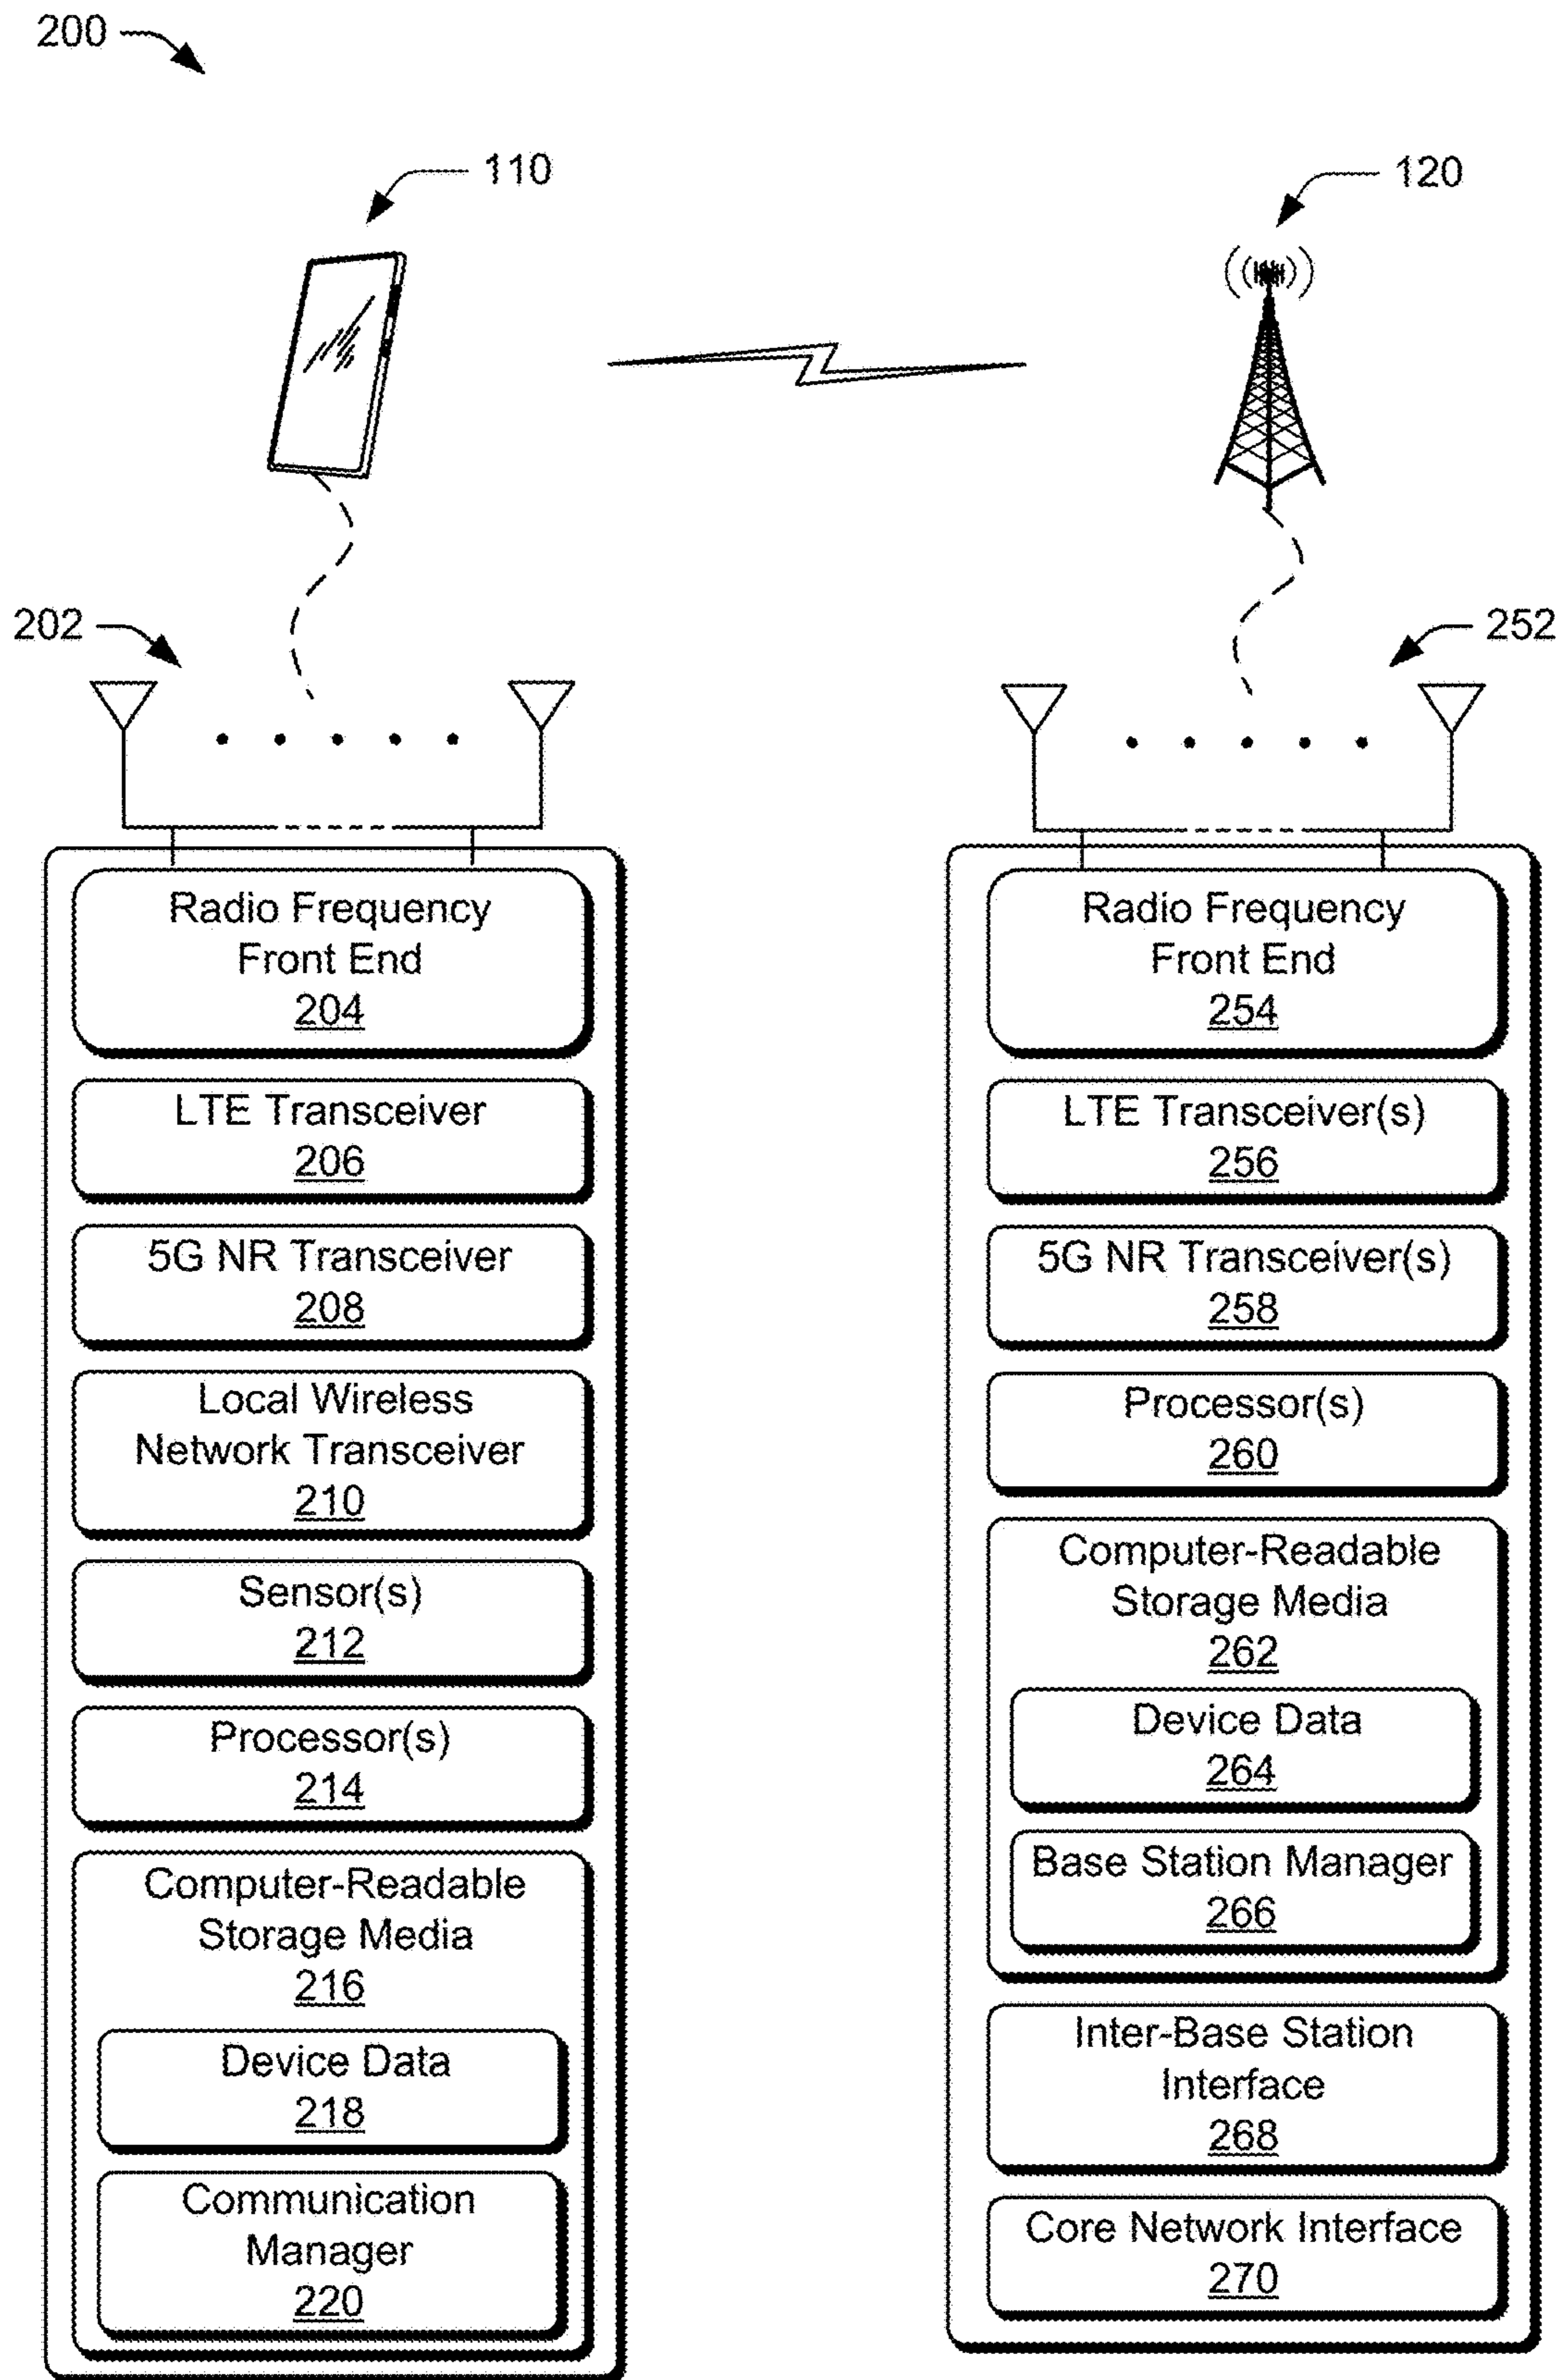 200
110
120
202
252
Radio Frequency
Front End
204
LTE Transceiver
206
5G NR Transceiver
208
Local Wireless
Network Transceiver
210
Sensor(s)
212
Processor(s)
214
Computer-Readable
Storage Media
216
Device Data
218
Communication
Manager
220
Radio Frequency
Front End
254
LTE Transceiver(s)
256
5G NR Transceiver(s)
258
Processor(s)
260
Computer-Readable
Storage Media
262
Device Data
264
Base Station Manager
266
Inter-Base Station
Interface
268
Core Network Interface
270